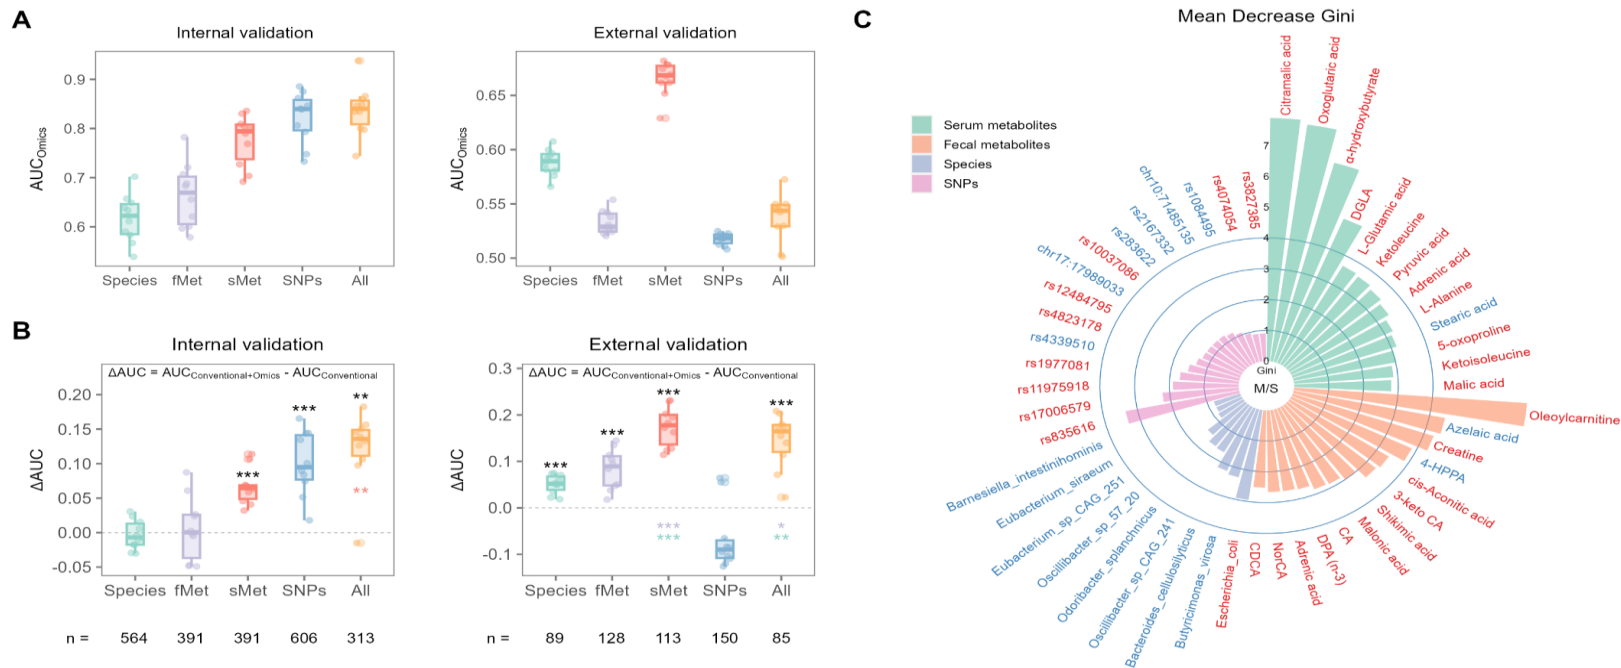 A
Internal validation
AUCOmics
0.9
0.8
0.7
0.6
Species fMet sMet SNPs All
External validation
AUCOmics
0.65
0.60
0.55
0.50
Species fMet sMet SNPs All
B
Internal validation
ΔAUC = AUCConventional+Omics - AUCConventional
ΔAUC
0.20
0.15
0.10
0.05
0.00
-0.05
***
***
**
**
Species fMet sMet SNPs All
n = 564 391 391 606 313
External validation
ΔAUC = AUCConventional+Omics - AUCConventional
ΔAUC
0.3
0.2
0.1
0.0
-0.1
***
***
***
***
***
***
*
**
Species fMet sMet SNPs All
n = 89 128 113 150 85
C
Mean Decrease Gini
Serum metabolites
Fecal metabolites
Species
SNPs
7
6
5
4
3
2
1
0
Gini
M/S
Citramalic acid
Oxoglutaric acid
α-hydroxybutyrate
DGLA
L-Glutamic acid
Ketoleucine
Pyruvic acid
Adrenic acid
L-Alanine
Stearic acid
5-oxoproline
Ketoisoleucine
Malic acid
Oleoylcarnitine
Azelaic acid
Creatine
4-HPPA
cis-Aconitic acid
3-keto CA
Shikimic acid
Malonic acid
CA
DPA (n-3)
Adrenic acid
NorCA
CDCA
Escherichia_coli
Butyricimonas_virosa
Bacteroides_cellulosilyticus
Oscillibacter_sp_CAG_241
Odoribacter_splanchnicus
Oscillibacter_sp_57_20
Eubacterium_sp_CAG_251
Eubacterium_siraeum
Barnesiella_intestinihominis
rs835616
rs17006579
rs11975918
rs1977081
rs4339510
rs4823178
rs12484795
chr17:17989033
rs10037086
rs283622
rs2167332
chr10:71485135
rs1084495
rs4074054
rs3827385